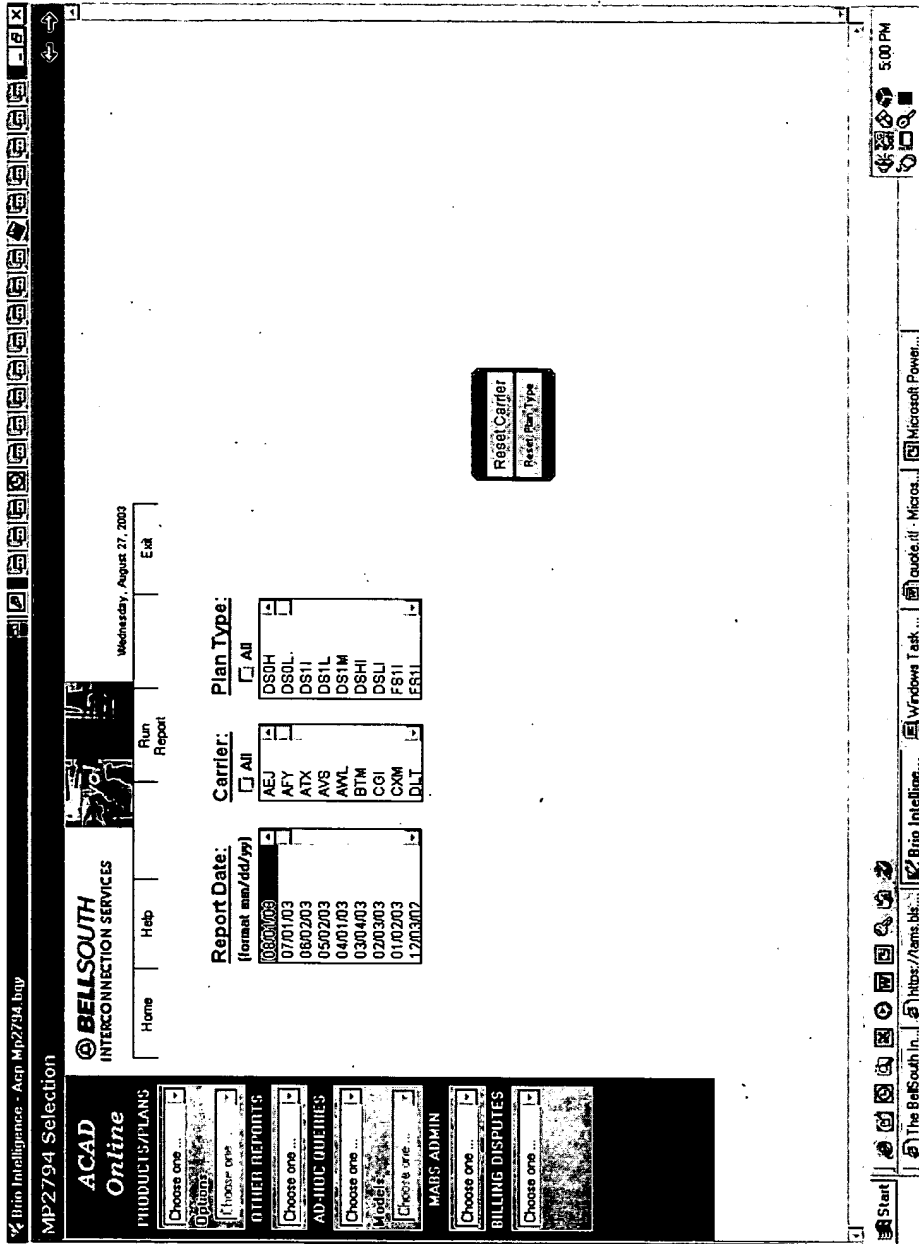 Brio Intelligence - Acp Mp2794.bqy
MP2794 Selection
ACAD
Online
PRODUCTS/PLANS
Choose one...
Options
Choose one
OTHER REPORTS
Choose one...
AD-HOC QUERIES
Choose one...
Models
Choose one...
MABS ADMIN
Choose one...
BILLING DISPUTES
Choose one...
BELLSOUTH
INTERCONNECTION SERVICES
Wednesday, August 27, 2003
Home
Help
Run
Report
Exit
Report Date:
(format mm/dd/yy)
07/01/03
06/02/03
05/02/03
04/01/03
03/04/03
02/03/03
01/02/03
12/03/02
Carrier:
All
AEJ
AFY
ATX
AVS
AWL
BTM
CGI
CXM
DLT
Plan Type:
All
DS0H
DS0L
DS1I
DS1L
DS1M
DSHI
DSLI
FS1I
Reset Carrier
Reset Plan Type
Start
The BellSouth In...
https://tams.bls...
Brio Intellige...
Windows Task...
quote.rtf - Micros...
Microsoft Power...
5:00 PM